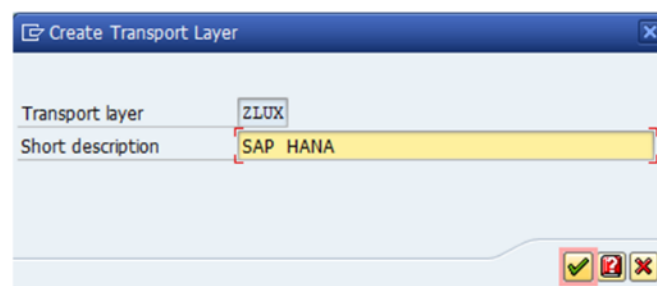 Create Transport Layer
Transport layer ZLUX
Short description SAP HANA